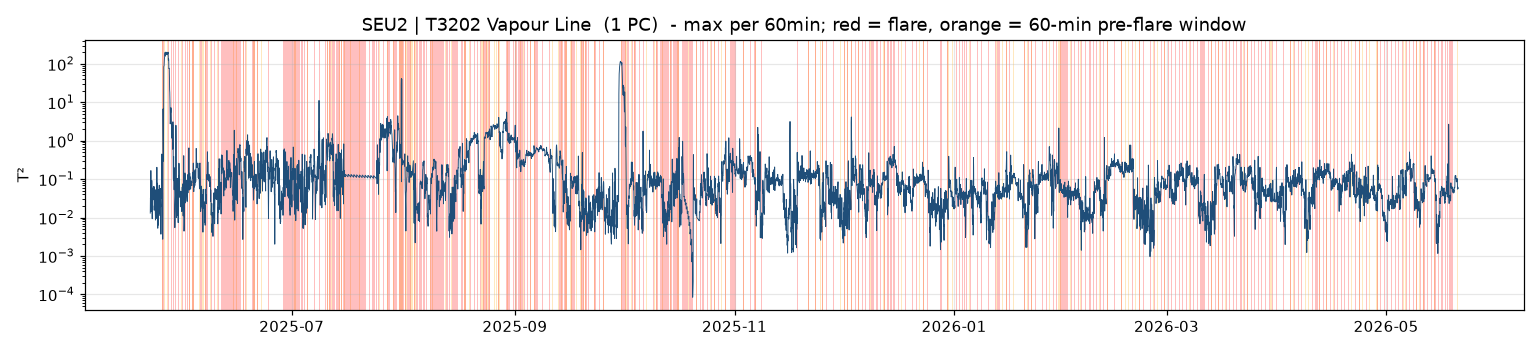 SEU2 | T3202 Vapour Line  (1 PC)  - max per 60min; red = flare, orange = 60-min pre-flare window
T²
10²
10¹
10⁰
10⁻¹
10⁻²
10⁻³
10⁻⁴
2025-07 2025-09 2025-11 2026-01 2026-03 2026-05